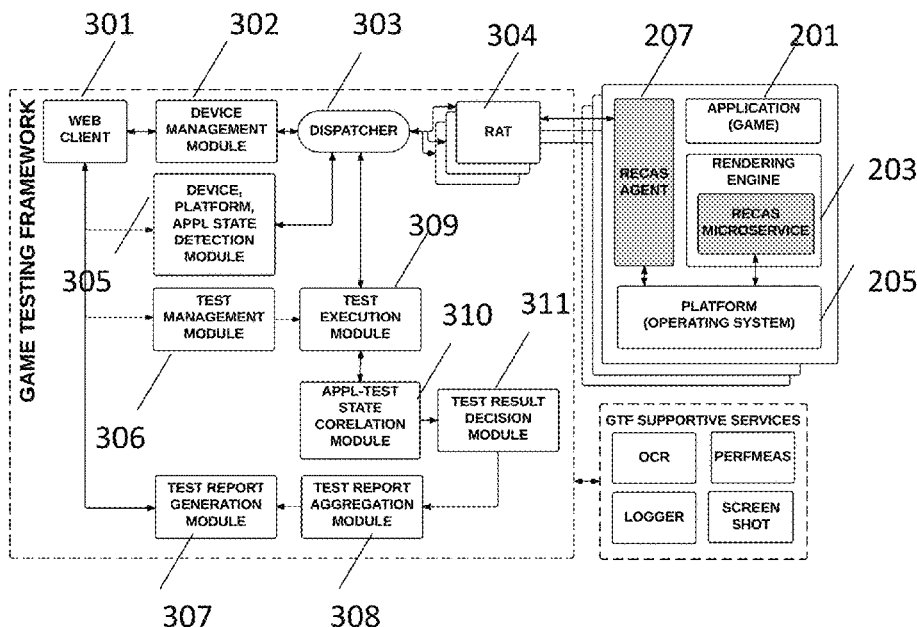 301
302
303
304
207
201
GAME TESTING FRAMEWORK
WEB
CLIENT
DEVICE
MANAGEMENT
MODULE
DISPATCHER
RAT
RECAS
AGENT
APPLICATION
(GAME)
RENDERING
ENGINE
RECAS
MICROSERVICE
203
DEVICE,
PLATFORM,
APPL STATE
DETECTION
MODULE
305
309
205
PLATFORM
(OPERATING SYSTEM)
TEST
MANAGEMENT
MODULE
TEST
EXECUTION
MODULE
310
311
306
APPL-TEST
STATE
CORELATION
MODULE
TEST RESULT
DECISION
MODULE
GTF SUPPORTIVE SERVICES
OCR
PERFMEAS
LOGGER
SCREEN
SHOT
TEST REPORT
GENERATION
MODULE
TEST REPORT
AGGREGATION
MODULE
307
308